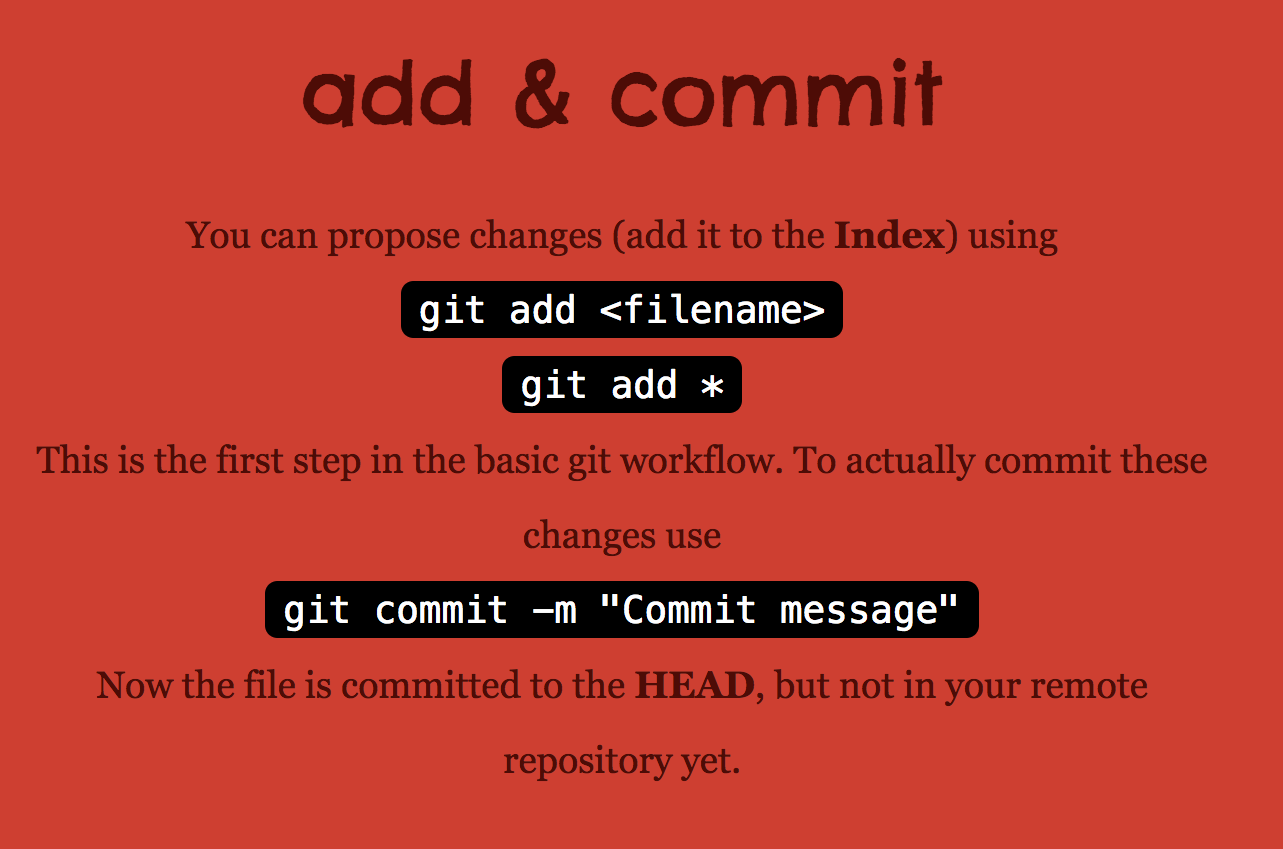 add & commit
You can propose changes (add it to the Index) using
git add <filename>
git add *
This is the first step in the basic git workflow. To actually commit these
changes use
git commit -m "Commit message"
Now the file is committed to the HEAD, but not in your remote
repository yet.